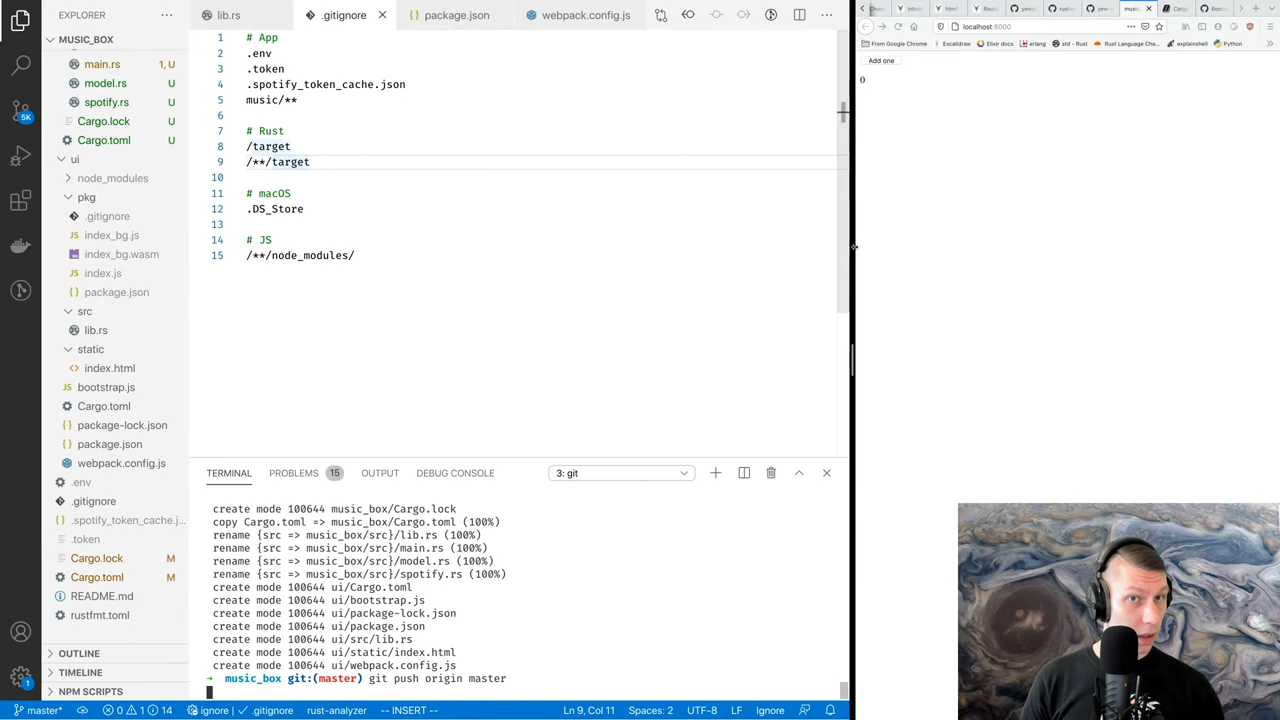 EXPLORER
MUSIC_BOX
main.rs 1, U
model.rs U
spotify.rs U
Cargo.lock U
Cargo.toml U
ui
node_modules
pkg
.gitignore
index_bg.js
index_bg.wasm
index.js
package.json
src
lib.rs
static
index.html
bootstrap.js
Cargo.toml
package-lock.json
package.json
webpack.config.js
.env
.gitignore
.spotify_token_cache.j...
.token
Cargo.lock M
Cargo.toml M
README.md
rustfmt.toml
OUTLINE
TIMELINE
NPM SCRIPTS
5K
1
lib.rs
.gitignore
package.json
webpack.config.js
1 # App
2 .env
3 .token
4 .spotify_token_cache.json
5 music/**
6
7 # Rust
8 /target
9 /**/target
10
11 # macOS
12 .DS_Store
13
14 # JS
15 /**/node_modules/
TERMINAL PROBLEMS 15 OUTPUT DEBUG CONSOLE 3: git
create mode 100644 music_box/Cargo.lock
copy Cargo.toml => music_box/Cargo.toml (100%)
rename {src => music_box/src}/lib.rs (100%)
rename {src => music_box/src}/main.rs (100%)
rename {src => music_box/src}/model.rs (100%)
rename {src => music_box/src}/spotify.rs (100%)
create mode 100644 ui/Cargo.toml
create mode 100644 ui/bootstrap.js
create mode 100644 ui/package-lock.json
create mode 100644 ui/package.json
create mode 100644 ui/src/lib.rs
create mode 100644 ui/static/index.html
create mode 100644 ui/webpack.config.js
→ music_box git:(master) git push origin master
master* 0 1 14 ignore | ✓ .gitignore rust-analyzer -- INSERT -- Ln 9, Col 11 Spaces: 2 UTF-8 LF Ignore
localhost:8000
From Google Chrome Excalidraw Elixir docs erlang std - Rust Rust Language Che... explainshell Python
Add one
()